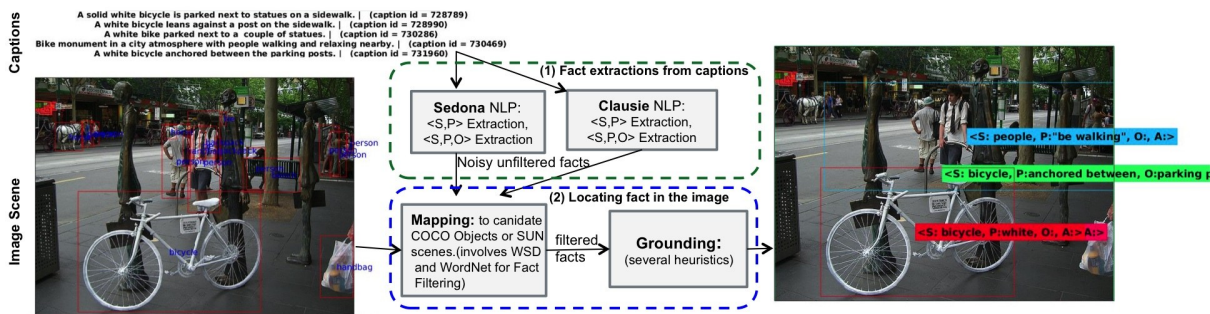 Captions
A solid white bicycle is parked next to statues on a sidewalk. | (caption id = 728789)
A white bicycle leans against a post on the sidewalk. | (caption id = 728990)
A white bike parked next to a couple of statues. | (caption id = 730286)
Bike monument in a city atmosphere with people walking and relaxing nearby. | (caption id = 730469)
A white bicycle anchored between the parking posts. | (caption id = 731960)
Image Scene
person
person
bicycle
handbag
(1) Fact extractions from captions
Sedona NLP:
<S,P> Extraction,
<S,P,O> Extraction
Clausie NLP:
<S,P> Extraction,
<S,P,O> Extraction
Noisy unfiltered facts
(2) Locating fact in the image
Mapping: to canidate
COCO Objects or SUN
scenes.(involves WSD
and WordNet for Fact
Filtering)
filtered
facts
Grounding:
(several heuristics)
<S: people, P:"be walking", O:, A:>
<S: bicycle, P:anchored between, O:parking p
<S: bicycle, P:white, O:, A:>A:>